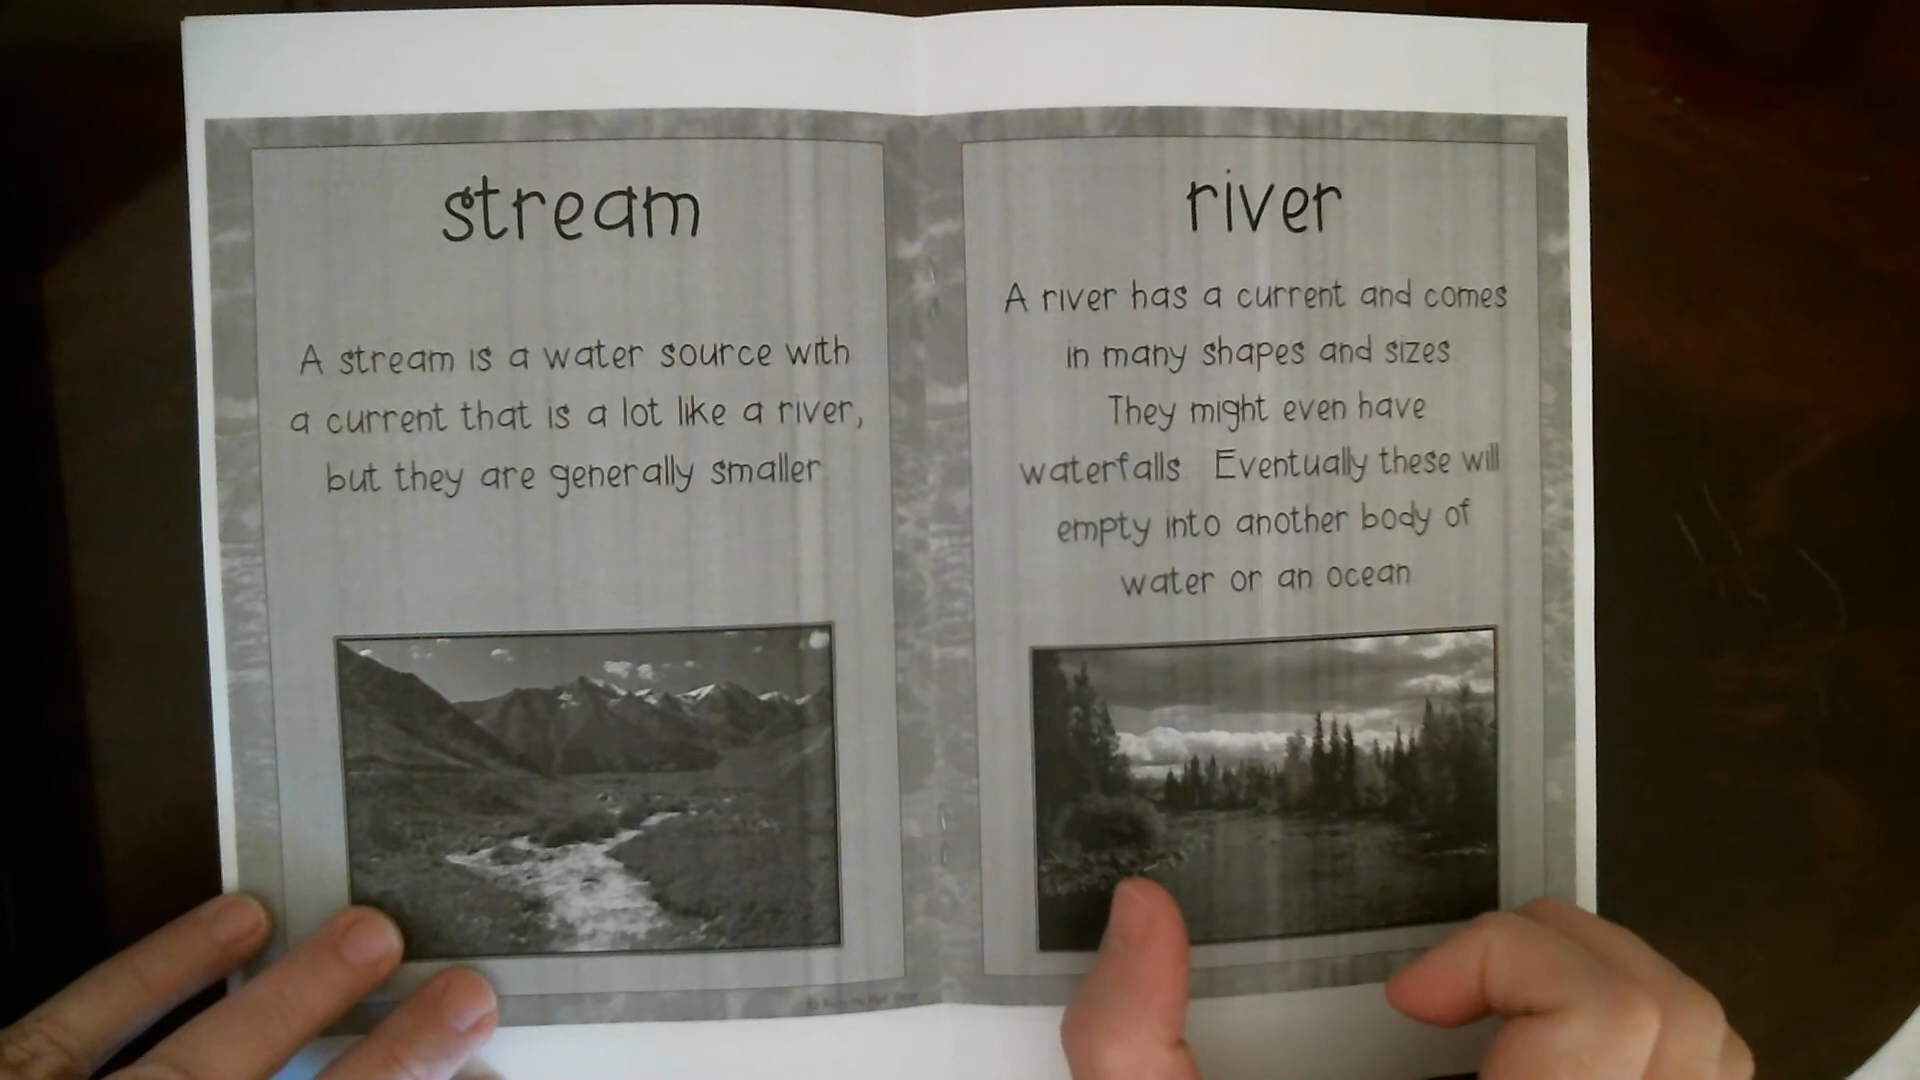 stream
A stream is a water source with
a current that is a lot like a river,
but they are generally smaller
river
A river has a current and comes
in many shapes and sizes
They might even have
waterfalls Eventually these will
empty into another body of
water or an ocean